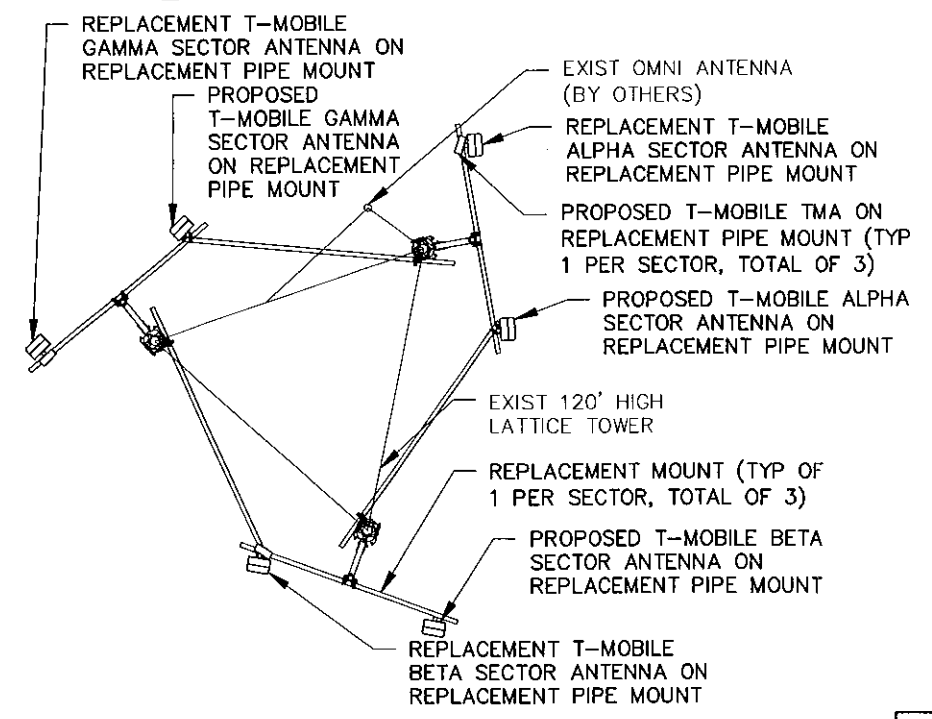 REPLACEMENT T-MOBILE
GAMMA SECTOR ANTENNA ON
REPLACEMENT PIPE MOUNT
PROPOSED
T-MOBILE GAMMA
SECTOR ANTENNA
ON REPLACEMENT
PIPE MOUNT
EXIST OMNI ANTENNA
(BY OTHERS)
REPLACEMENT T-MOBILE
ALPHA SECTOR ANTENNA ON
REPLACEMENT PIPE MOUNT
PROPOSED T-MOBILE TMA ON
REPLACEMENT PIPE MOUNT (TYP
1 PER SECTOR, TOTAL OF 3)
PROPOSED T-MOBILE ALPHA
SECTOR ANTENNA ON
REPLACEMENT PIPE MOUNT
EXIST 120' HIGH
LATTICE TOWER
REPLACEMENT MOUNT (TYP OF
1 PER SECTOR, TOTAL OF 3)
PROPOSED T-MOBILE BETA
SECTOR ANTENNA ON
REPLACEMENT PIPE MOUNT
REPLACEMENT T-MOBILE
BETA SECTOR ANTENNA ON
REPLACEMENT PIPE MOUNT